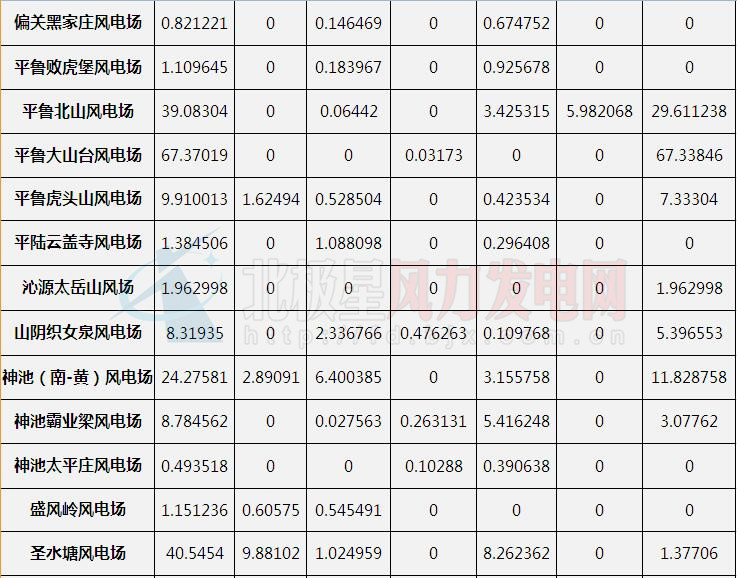 偏关黑家庄风电场 0.821221 0 0.146469 0 0.674752 0 0
平鲁败虎堡风电场 1.109645 0 0.183967 0 0.925678 0 0
平鲁北山风电场 39.08304 0 0.06442 0 3.425315 5.982068 29.611238
平鲁大山台风电场 67.37019 0 0 0.03173 0 0 67.33846
平鲁虎头山风电场 9.910013 1.62494 0.528504 0 0.423534 0 7.33304
平陆云盖寺风电场 1.384506 0 1.088098 0 0.296408 0 0
沁源太岳山风场 1.962998 0 0 0 0 0 1.962998
山阴织女泉风电场 8.31935 0 2.336766 0.476263 0.109768 0 5.396553
神池（南-黄）风电场 24.27581 2.89091 6.400385 0 3.155758 0 11.828758
神池霸业梁风电场 8.784562 0 0.027563 0.263131 5.416248 0 3.07762
神池太平庄风电场 0.493518 0 0 0.10288 0.390638 0 0
盛风岭风电场 1.151236 0.60575 0.545491 0 0 0 0
圣水塘风电场 40.5454 9.88102 1.024959 0 8.262362 0 1.37706
北极星风力发电网